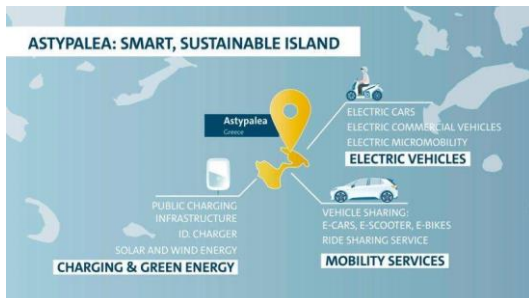 ASTYPALEA: SMART, SUSTAINABLE ISLAND
Astypalea
Greece
ELECTRIC CARS
ELECTRIC COMMERCIAL VEHICLES
ELECTRIC MICROMOBILITY
ELECTRIC VEHICLES
PUBLIC CHARGING
INFRASTRUCTURE
ID. CHARGER
SOLAR AND WIND ENERGY
CHARGING & GREEN ENERGY
VEHICLE SHARING:
E-CARS, E-SCOOTER, E-BIKES
RIDE SHARING SERVICE
MOBILITY SERVICES